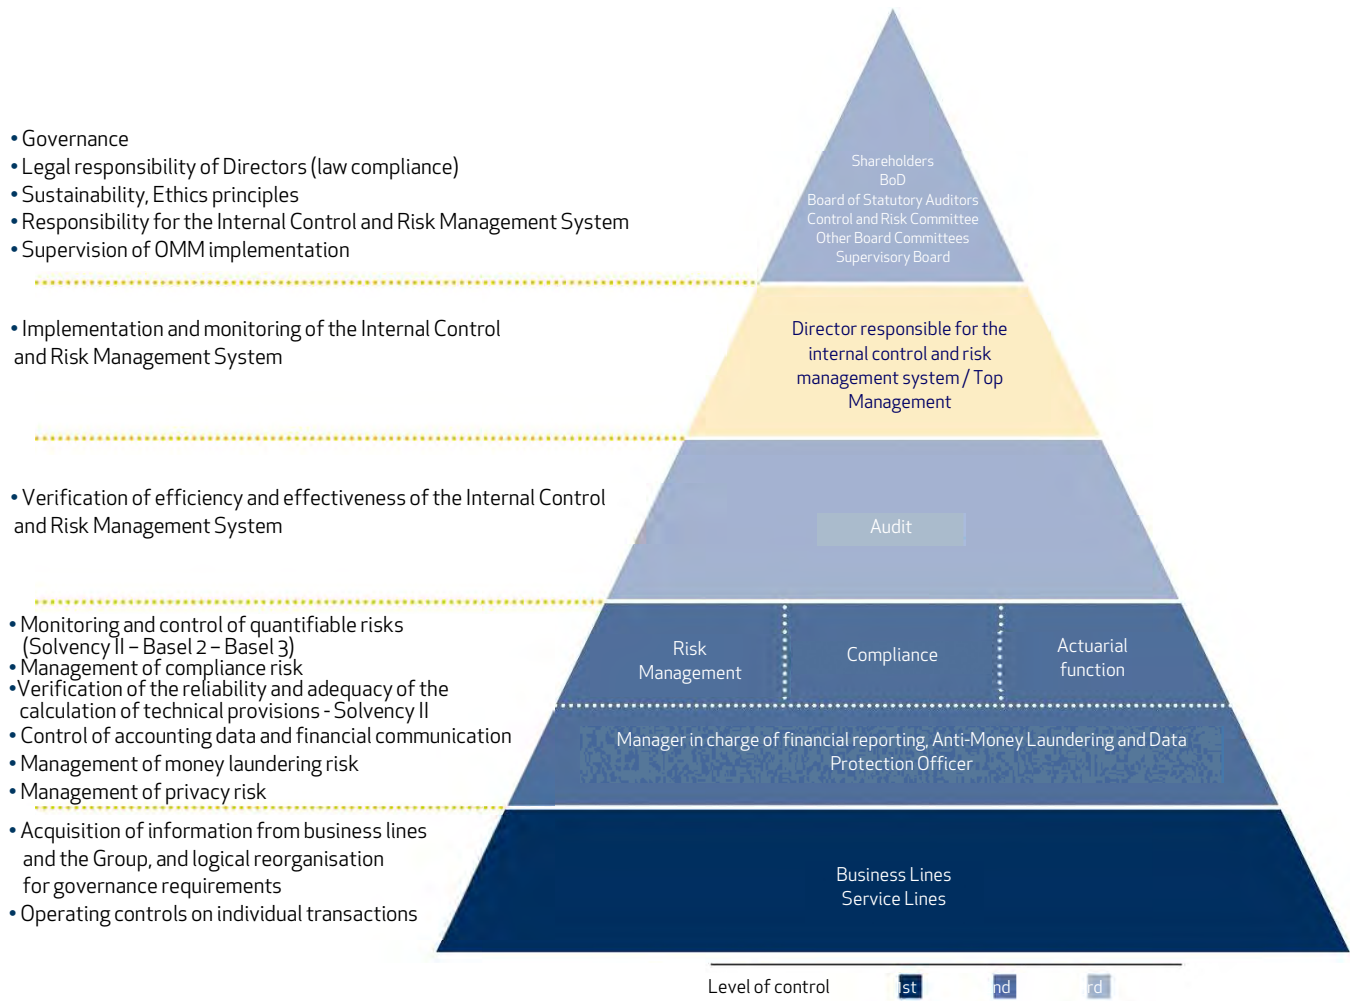 • Governance
• Legal responsibility of Directors (law compliance)
• Sustainability, Ethics principles
• Responsibility for the Internal Control and Risk Management System
• Supervision of OMM implementation
Shareholders
BoD
Board of Statutory Auditors
Control and Risk Committee
Other Board Committees
Supervisory Board
• Implementation and monitoring of the Internal Control
and Risk Management System
Director responsible for the
internal control and risk
management system / Top
Management
• Verification of efficiency and effectiveness of the Internal Control
and Risk Management System
Audit
• Monitoring and control of quantifiable risks
(Solvency II – Basel 2 – Basel 3)
• Management of compliance risk
•Verification of the reliability and adequacy of the
calculation of technical provisions - Solvency II
• Control of accounting data and financial communication
• Management of money laundering risk
• Management of privacy risk
Risk
Management
Compliance
Actuarial
function
Manager in charge of financial reporting, Anti-Money Laundering and Data
Protection Officer
• Acquisition of information from business lines
and the Group, and logical reorganisation
for governance requirements
• Operating controls on individual transactions
Business Lines
Service Lines
Level of control 1st nd rd